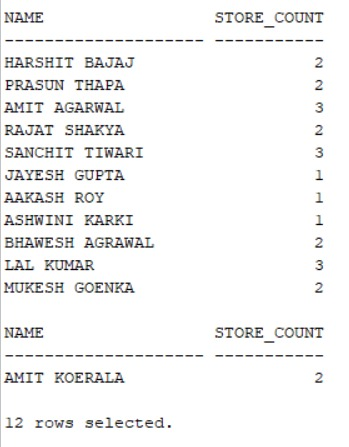 NAME STORE_COUNT
-------------------- -----------
HARSHIT BAJAJ 2
PRASUN THAPA 2
AMIT AGARWAL 3
RAJAT SHAKYA 2
SANCHIT TIWARI 3
JAYESH GUPTA 1
AAKASH ROY 1
ASHWINI KARKI 1
BHAWESH AGRAWAL 2
LAL KUMAR 3
MUKESH GOENKA 2
NAME STORE_COUNT
-------------------- -----------
AMIT KOERALA 2
12 rows selected.